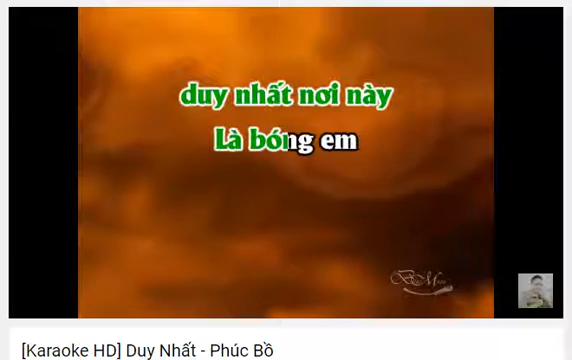 duy nhất nơi này
Là bóng em
[Karaoke HD] Duy Nhất - Phúc Bồ